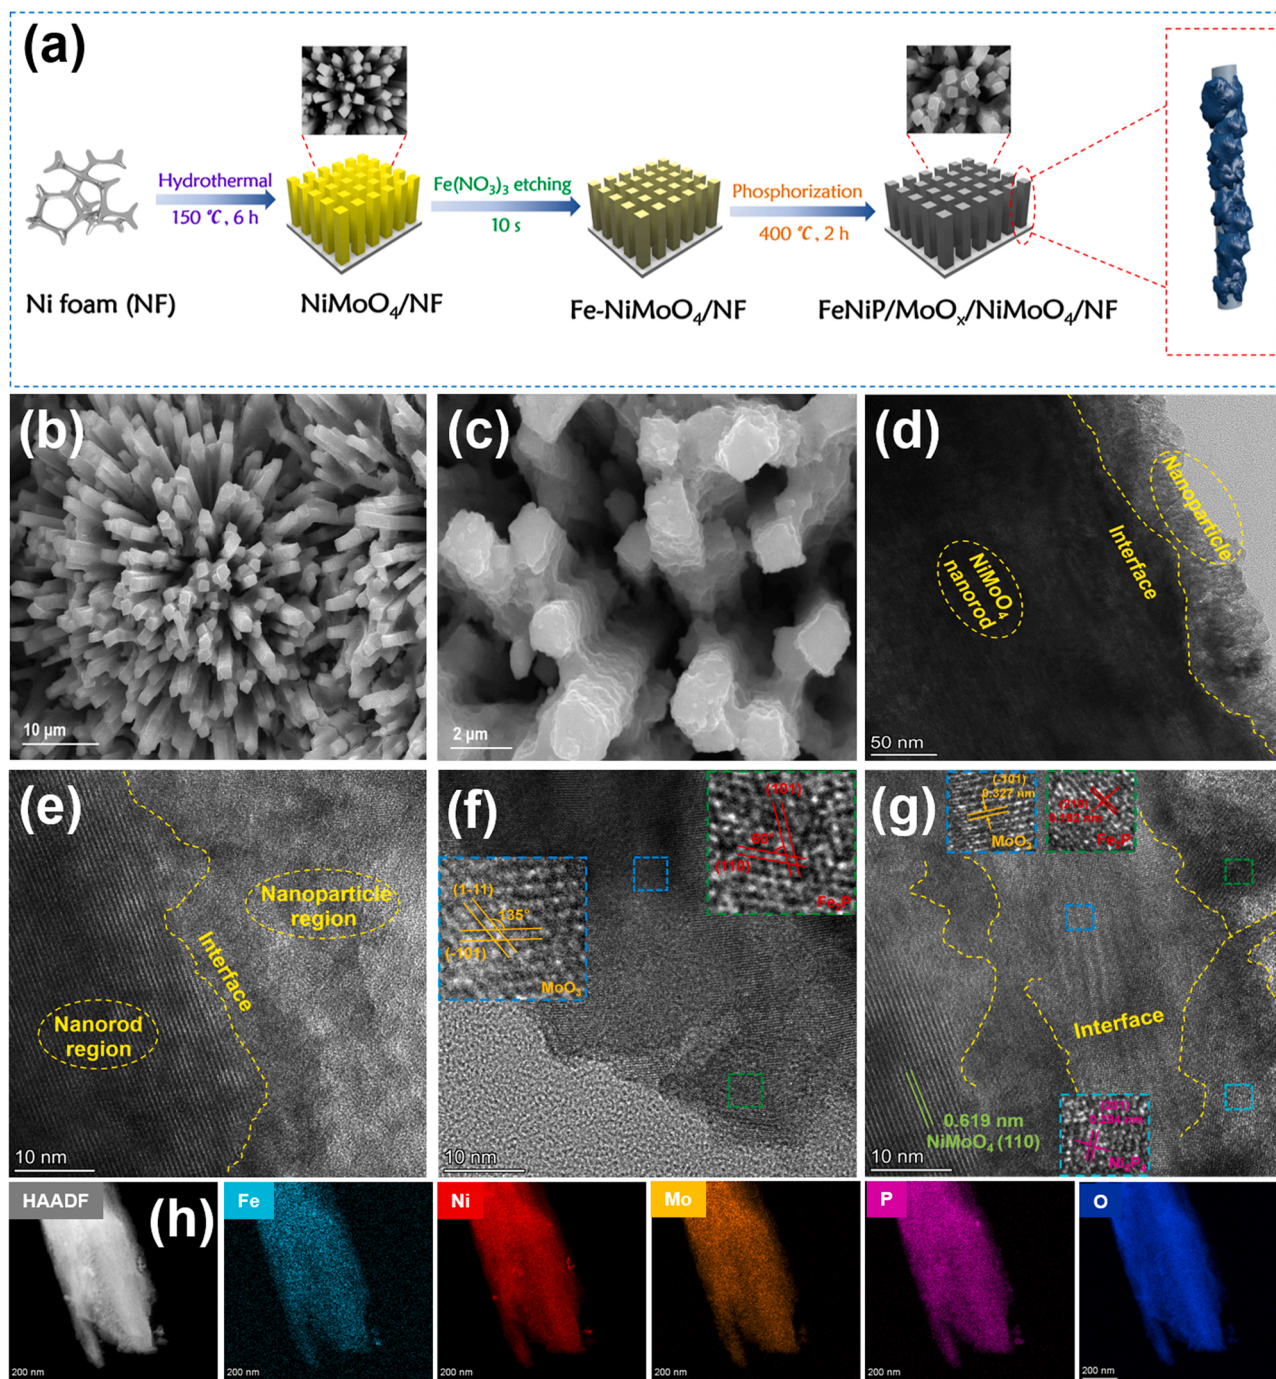 (a)
Hydrothermal
150 ℃, 6 h
Fe(NO₃)₃ etching
10 s
Phosphorization
400 ℃, 2 h
Ni foam (NF)
NiMoO₄/NF
Fe-NiMoO₄/NF
FeNiP/MoOₓ/NiMoO₄/NF
(b)
10 µm
(c)
2 µm
(d)
Nanoparticle
Interface
NiMoO₄
nanorod
50 nm
(e)
Nanoparticle
region
Interface
Nanorod
region
10 nm
(f)
(101)
60°
(110)
Fe₂P
(1-11)
135°
(-101)
MoO₃
10 nm
(g)
(-101)
0.327 nm
MoO₃
(210)
Fe₂P
Interface
0.619 nm
NiMoO₄ (110)
(201)
10 nm
(h)
HAADF
200 nm
Fe
200 nm
Ni
200 nm
Mo
200 nm
P
200 nm
O
200 nm